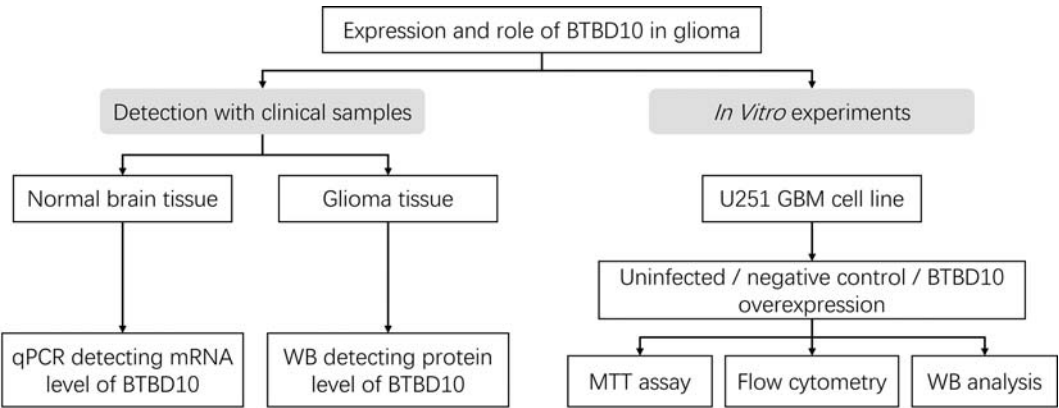 Expression and role of BTBD10 in glioma
Detection with clinical samples
In Vitro experiments
Normal brain tissue
Glioma tissue
U251 GBM cell line
Uninfected / negative control / BTBD10
overexpression
qPCR detecting mRNA
level of BTBD10
WB detecting protein
level of BTBD10
MTT assay
Flow cytometry
WB analysis